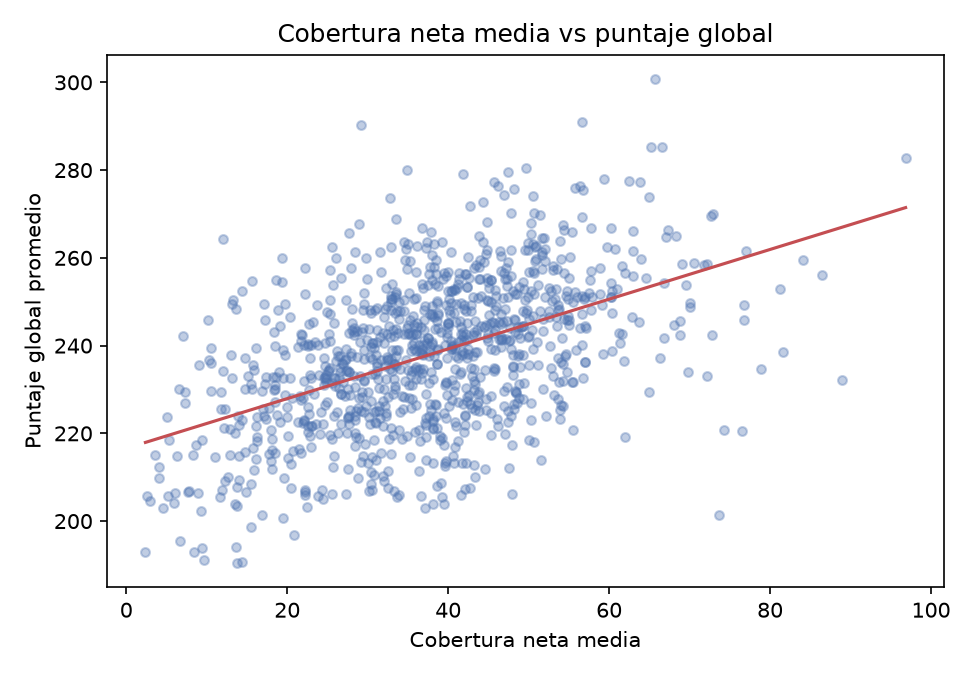 Cobertura neta media vs puntaje global
Puntaje global promedio
300
280
260
240
220
200
0 20 40 60 80 100
Cobertura neta media